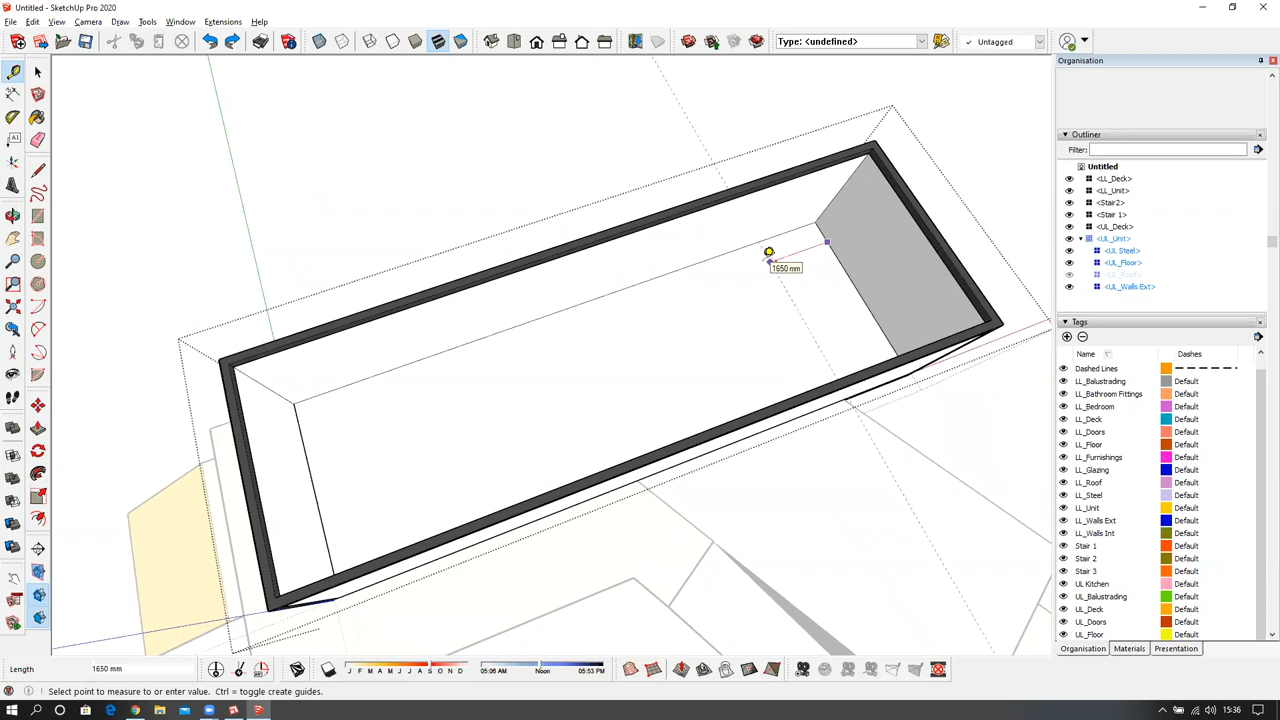 Untitled - SketchUp Pro 2020
File Edit View Camera Draw Tools Window Extensions Help
Type: <undefined>
Untagged
Organisation
Outliner
Filter:
Untitled
<LL_Deck>
<LL_Unit>
<Stair2>
<Stair 1>
<UL_Deck>
<UL_Unit>
<UL Steel>
<UL_Floor>
<UL_Roof>
<UL_Walls Ext>
1650 mm
A1
Tags
Name Dashes
Dashed Lines
LL_Balustrading Default
LL_Bathroom Fittings Default
LL_Bedroom Default
LL_Deck Default
LL_Doors Default
LL_Floor Default
LL_Furnishings Default
LL_Glazing Default
LL_Roof Default
LL_Steel Default
LL_Unit Default
LL_Walls Ext Default
LL_Walls Int Default
Stair 1 Default
Stair 2 Default
Stair 3 Default
UL Kitchen Default
UL_Balustrading Default
UL_Deck Default
UL_Doors Default
UL_Floor Default
Organisation Materials Presentation
Length 1650 mm
J F M A M J J A S O N D
05:06 AM Noon 05:53 PM
Select point to measure to or enter value. Ctrl = toggle create guides.
15:36